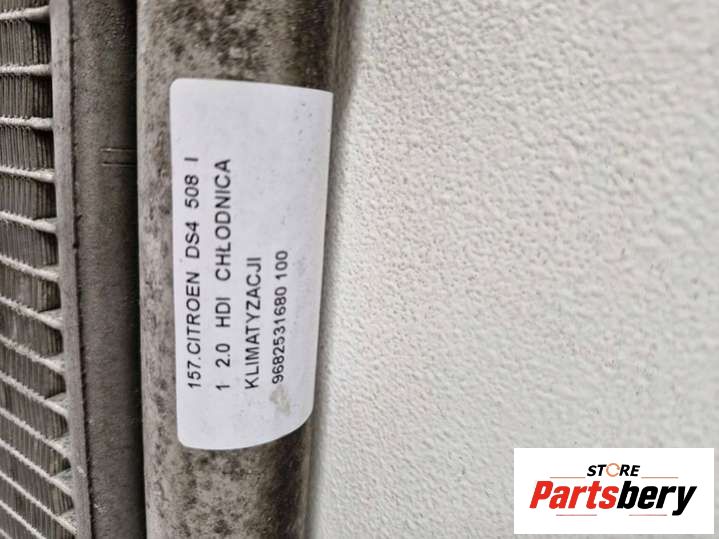 157.CITROEN DS4 508 I
1 2.0 HDI CHŁODNICA
KLIMATYZACJI
9682531680 100
STORE
Partsbery